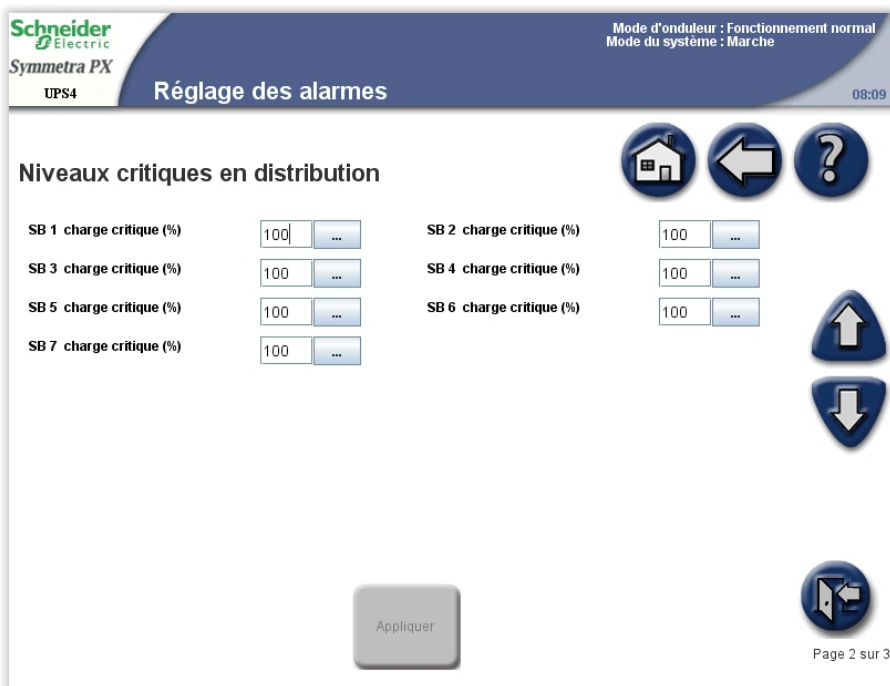 Schneider
Electric
Symmetra PX
UPS4
Réglage des alarmes
Mode d'onduleur : Fonctionnement normal
Mode du système : Marche
08:09
Niveaux critiques en distribution
?
SB 1 charge critique (%) 100 ...
SB 2 charge critique (%) 100 ...
SB 3 charge critique (%) 100 ...
SB 4 charge critique (%) 100 ...
SB 5 charge critique (%) 100 ...
SB 6 charge critique (%) 100 ...
SB 7 charge critique (%) 100 ...
Appliquer
Page 2 sur 3